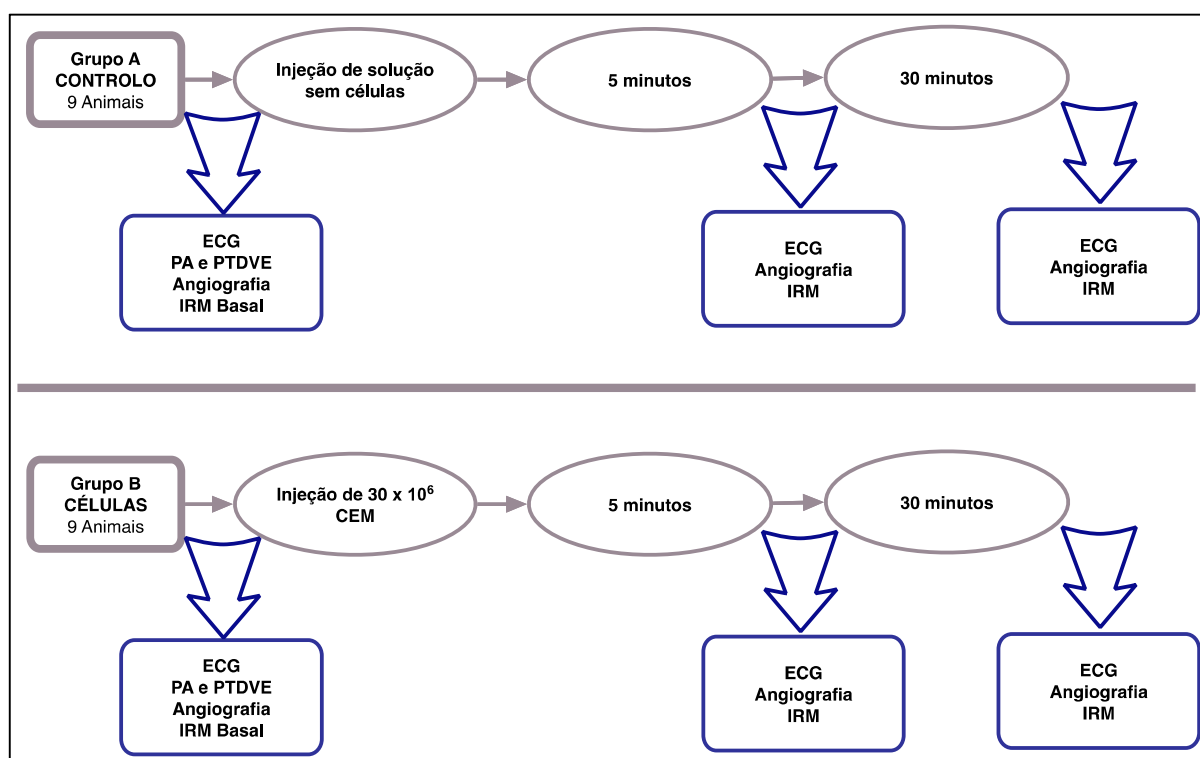 Grupo A
CONTROLO
9 Animais
Injeção de solução
sem células
5 minutos
30 minutos
ECG
PA e PTDVE
Angiografia
IRM Basal
ECG
Angiografia
IRM
ECG
Angiografia
IRM
Grupo B
CÉLULAS
9 Animais
Injeção de 30 x 10⁶
CEM
5 minutos
30 minutos
ECG
PA e PTDVE
Angiografia
IRM Basal
ECG
Angiografia
IRM
ECG
Angiografia
IRM